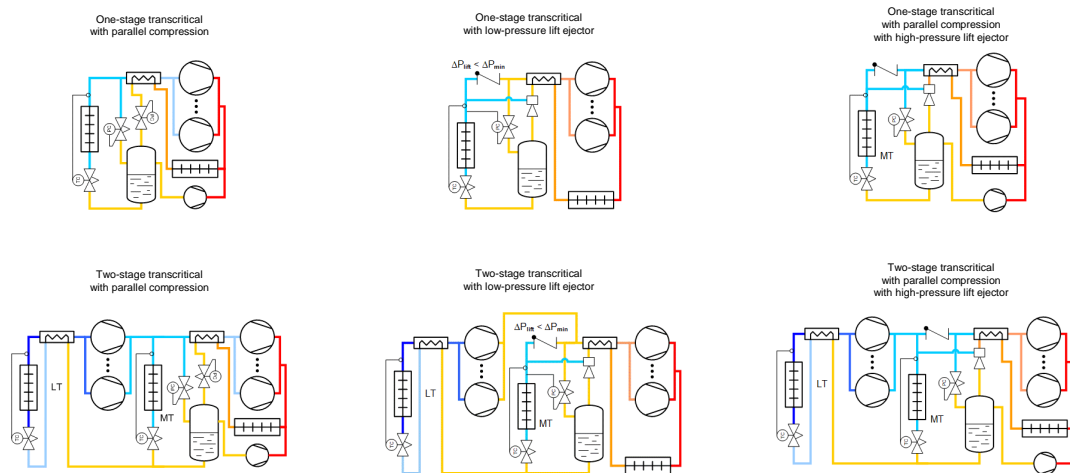 One-stage transcritical
with parallel compression
One-stage transcritical
with low-pressure lift ejector
One-stage transcritical
with parallel compression
with high-pressure lift ejector
ΔPlift < ΔPmin
MT
Two-stage transcritical
with parallel compression
Two-stage transcritical
with low-pressure lift ejector
Two-stage transcritical
with parallel compression
with high-pressure lift ejector
ΔPlift < ΔPmin
LT
MT
LT
MT
LT
MT